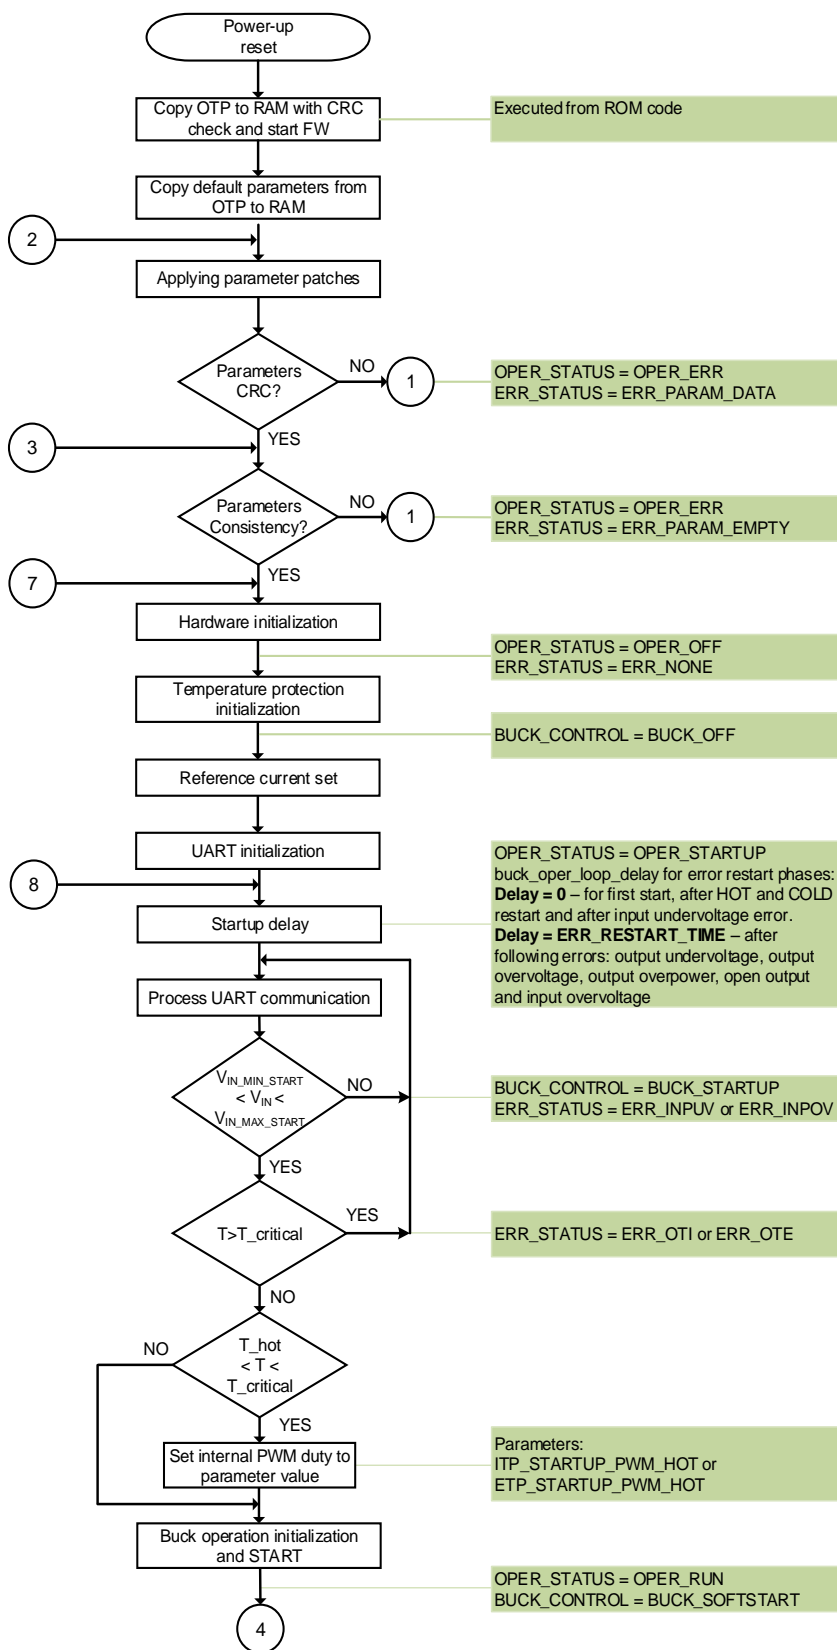 Power-up
reset
Copy OTP to RAM with CRC
check and start FW
Executed from ROM code
Copy default parameters from
OTP to RAM
2
Applying parameter patches
Parameters
CRC?
NO
1
OPER_STATUS = OPER_ERR
ERR_STATUS = ERR_PARAM_DATA
YES
3
Parameters
Consistency?
NO
1
OPER_STATUS = OPER_ERR
ERR_STATUS = ERR_PARAM_EMPTY
YES
7
Hardware initialization
OPER_STATUS = OPER_OFF
ERR_STATUS = ERR_NONE
Temperature protection
initialization
BUCK_CONTROL = BUCK_OFF
Reference current set
UART initialization
8
Startup delay
OPER_STATUS = OPER_STARTUP
buck_oper_loop_delay for error restart phases:
Delay = 0 – for first start, after HOT and COLD
restart and after input undervoltage error.
Delay = ERR_RESTART_TIME – after
following errors: output undervoltage, output
overvoltage, output overpower, open output
and input overvoltage
Process UART communication
VIN_MIN_START
< VIN <
VIN_MAX_START
NO
BUCK_CONTROL = BUCK_STARTUP
ERR_STATUS = ERR_INPUV or ERR_INPOV
YES
T>T_critical
YES
ERR_STATUS = ERR_OTI or ERR_OTE
NO
T_hot
< T <
T_critical
NO
YES
Set internal PWM duty to
parameter value
Parameters:
ITP_STARTUP_PWM_HOT or
ETP_STARTUP_PWM_HOT
Buck operation initialization
and START
OPER_STATUS = OPER_RUN
BUCK_CONTROL = BUCK_SOFTSTART
4